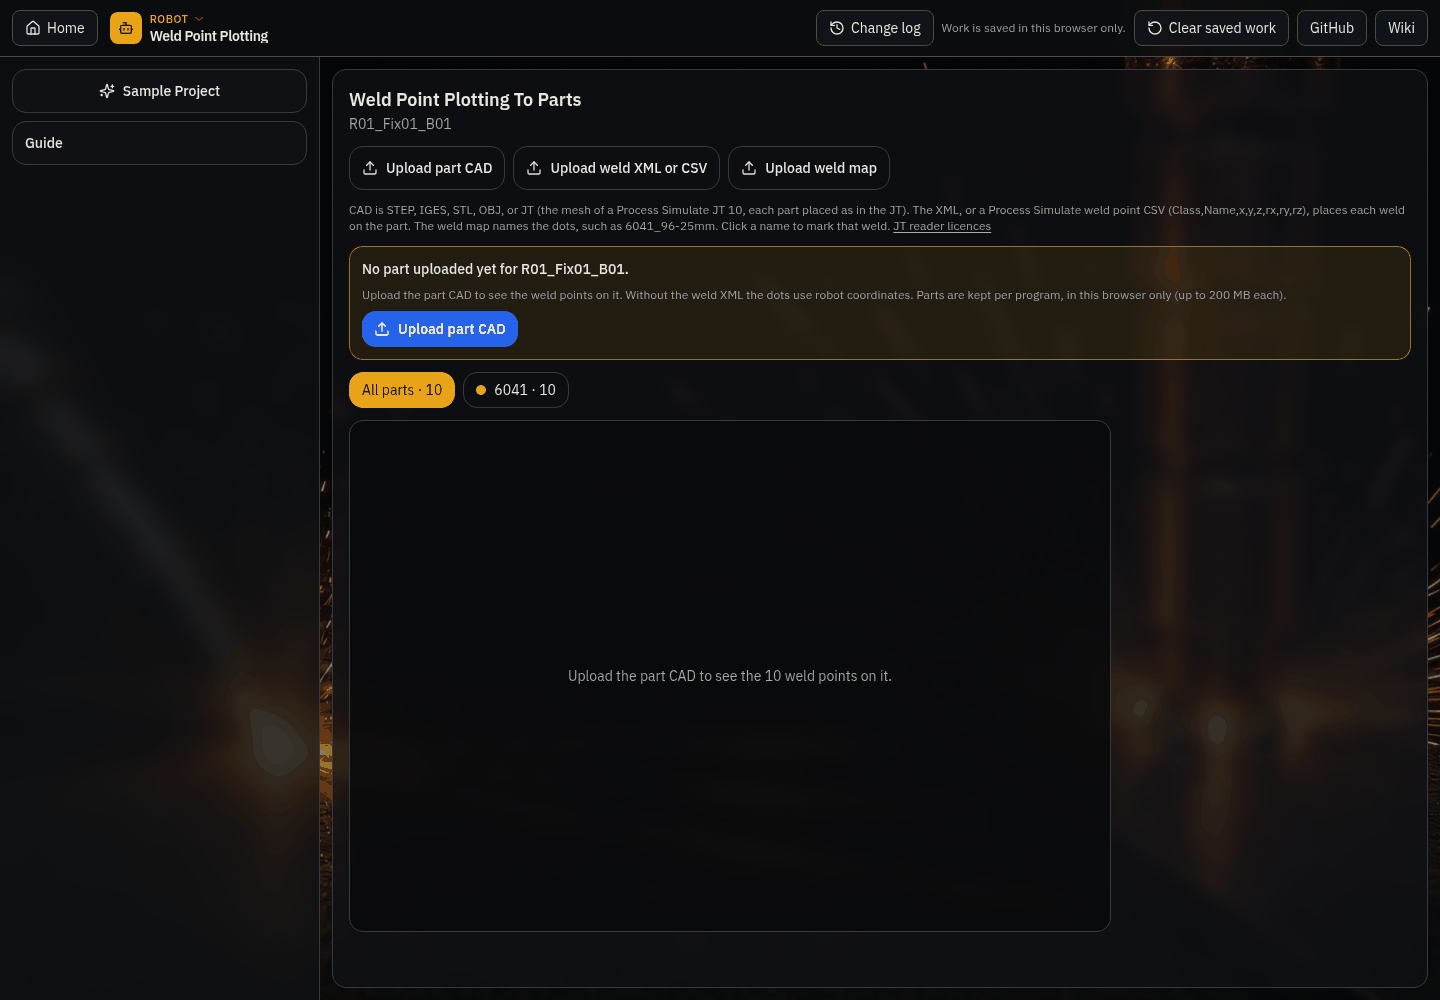 Home
ROBOT
Weld Point Plotting
Change log
Work is saved in this browser only.
Clear saved work
GitHub
Wiki
Sample Project
Guide
Weld Point Plotting To Parts
R01_Fix01_B01
Upload part CAD
Upload weld XML or CSV
Upload weld map
CAD is STEP, IGES, STL, OBJ, or JT (the mesh of a Process Simulate JT 10, each part placed as in the JT). The XML, or a Process Simulate weld point CSV (Class,Name,x,y,z,rx,ry,rz), places each weld
on the part. The weld map names the dots, such as 6041_96-25mm. Click a name to mark that weld. JT reader licences
No part uploaded yet for R01_Fix01_B01.
Upload the part CAD to see the weld points on it. Without the weld XML the dots use robot coordinates. Parts are kept per program, in this browser only (up to 200 MB each).
Upload part CAD
All parts · 10
6041 · 10
Upload the part CAD to see the 10 weld points on it.